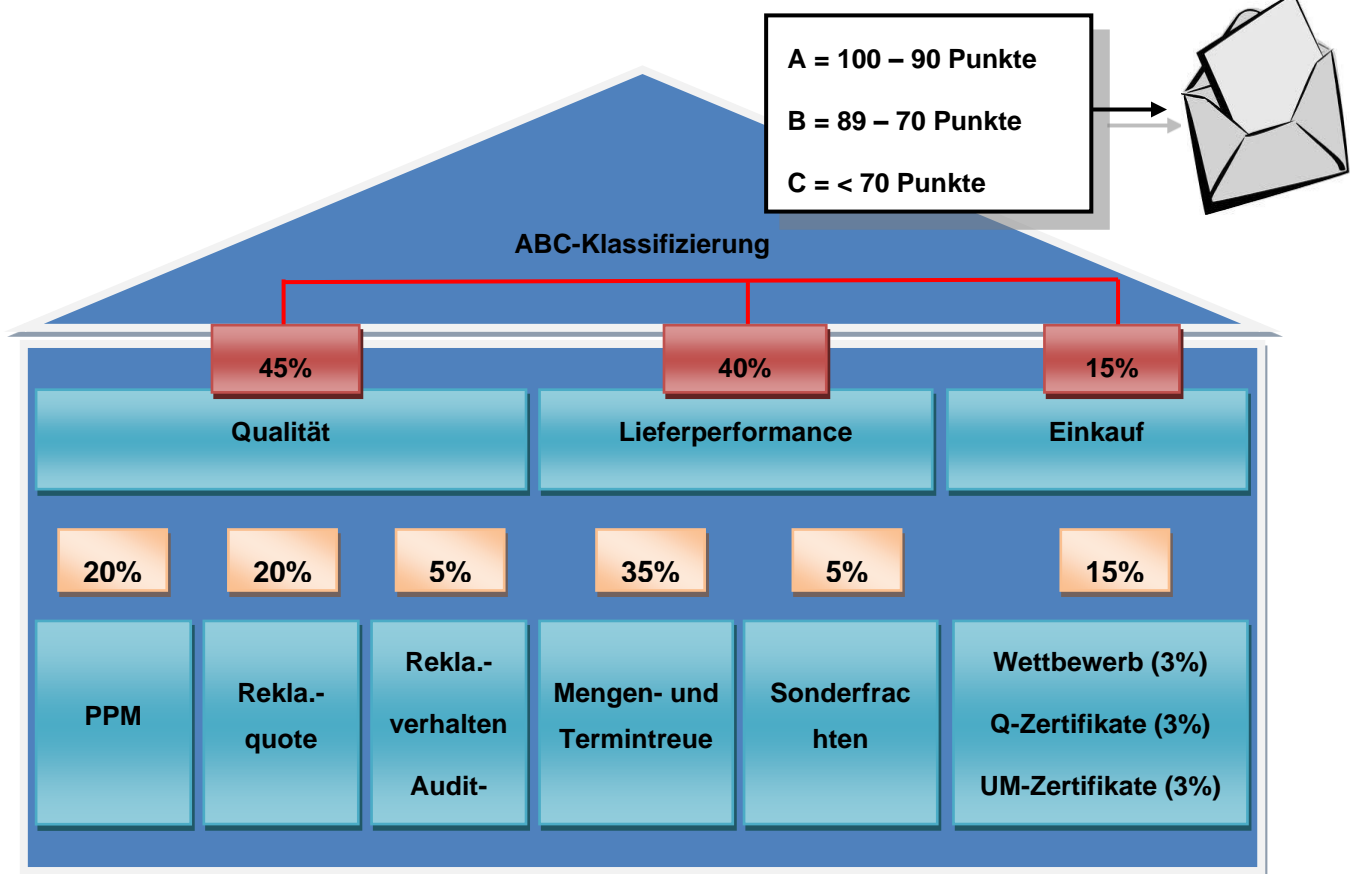 A = 100 – 90 Punkte
B = 89 – 70 Punkte
C = < 70 Punkte
ABC-Klassifizierung
45%
40%
15%
Qualität
Lieferperformance
Einkauf
20%
20%
5%
35%
5%
15%
PPM
Rekla.-
quote
Rekla.-
verhalten
Audit-
Mengen- und
Termintreue
Sonderfrac
hten
Wettbewerb (3%)
Q-Zertifikate (3%)
UM-Zertifikate (3%)